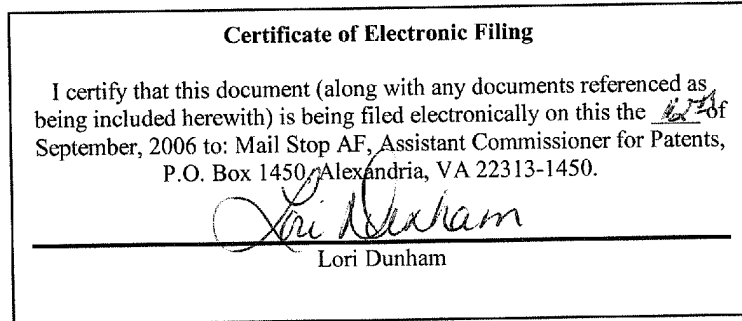 Certificate of Electronic Filing
I certify that this document (along with any documents referenced as
being included herewith) is being filed electronically on this the of
September, 2006 to: Mail Stop AF, Assistant Commissioner for Patents,
P.O. Box 1450, Alexandria, VA 22313-1450.
Lori Dunham
Lori Dunham